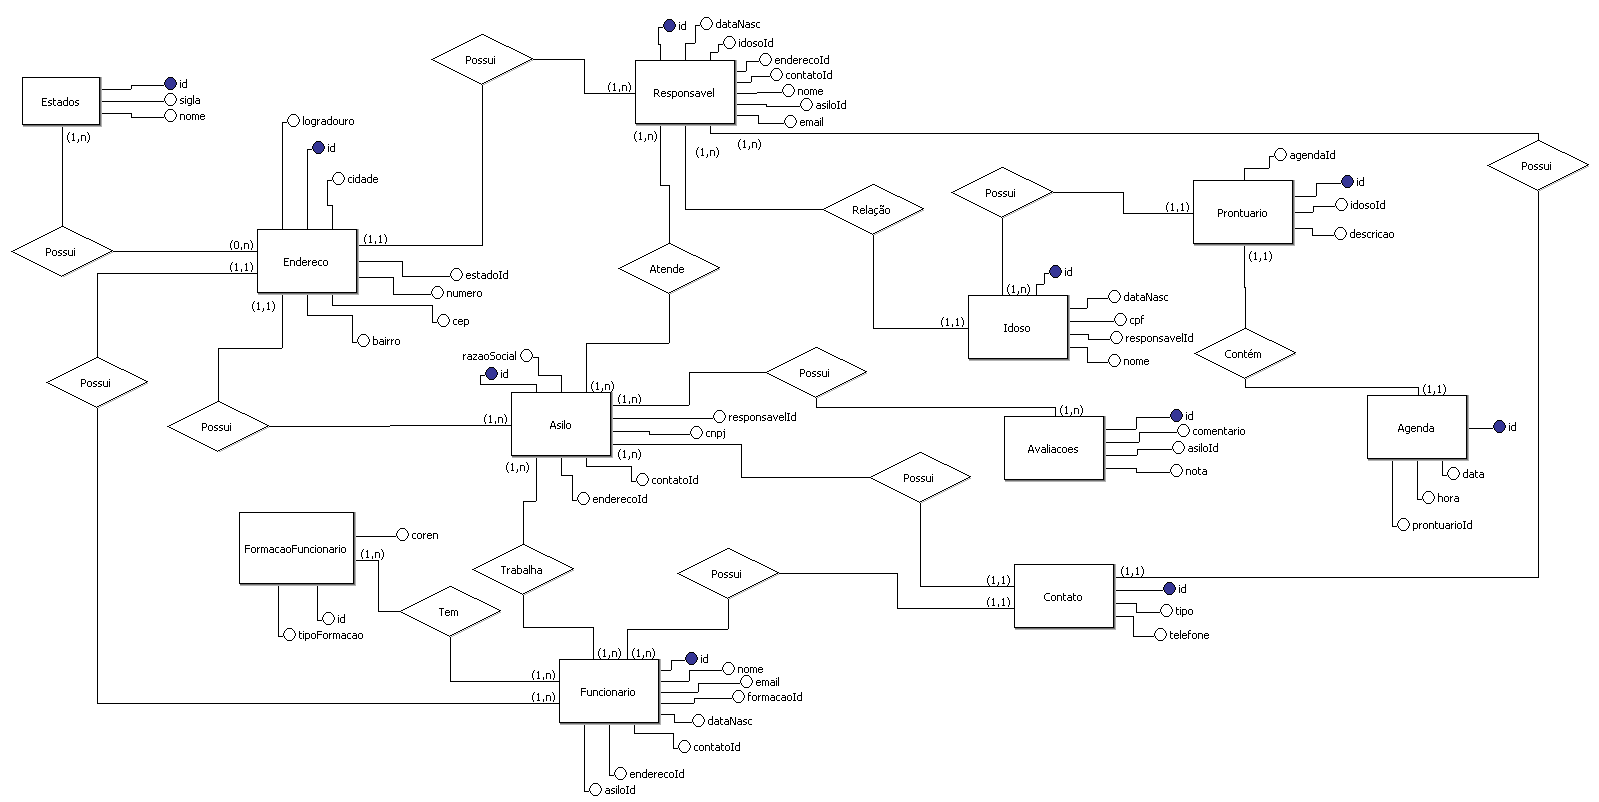 id
dataNasc
idosoId
enderecoId
contatoId
nome
asiloId
email
Responsavel
(1,n)
(1,n)
(1,n)
(1,n)
Possui
Estados
id
sigla
nome
(1,n)
Possui
logradouro
id
cidade
Endereco
(0,n)
(1,1)
(1,1)
(1,1)
estadoId
numero
cep
bairro
Possui
Possui
Atende
Relação
Possui
Possui
agendaId
id
idosoId
descricao
Prontuario
(1,1)
(1,1)
Idoso
id
(1,n)
(1,1)
dataNasc
cpf
responsavelId
nome
Contém
razaoSocial
id
Asilo
(1,n)
(1,n)
(1,n)
(1,n)
(1,n)
responsavelId
cnpj
contatoId
enderecoId
Possui
(1,n)
Avaliacoes
id
comentario
asiloId
nota
(1,1)
Agenda
id
data
hora
prontuarioId
Possui
FormacaoFuncionario
coren
(1,n)
id
tipoFormacao
Trabalha
Tem
Possui
(1,1)
(1,1)
(1,1)
Contato
id
tipo
telefone
Funcionario
(1,n)
(1,n)
(1,n)
(1,n)
id
nome
email
formacaoId
dataNasc
contatoId
enderecoId
asiloId